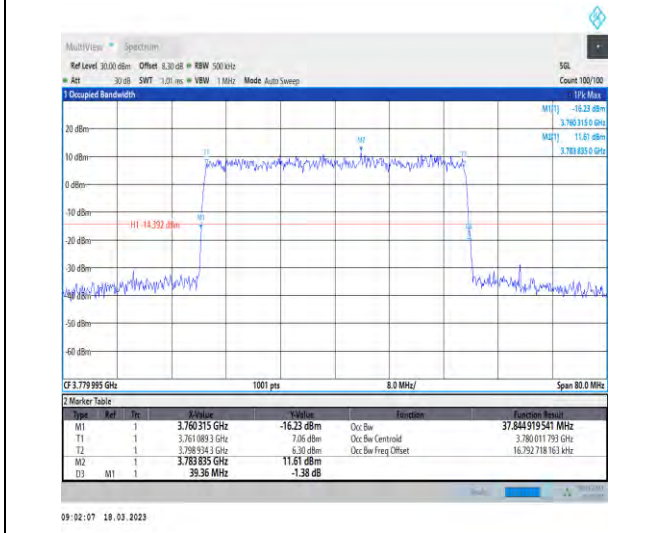 MultiView Spectrum
Ref Level 30.00 dBm Offset 8.30 dB RBW 500 kHz SGL
Att 30 dB SWT 1.01 ms VBW 1 MHz Mode Auto Sweep Count 100/100
1 Occupied Bandwidth 1Pk Max
M1[1] -16.23 dBm
3.760 315 0 GHz
M2[1] 11.61 dBm
3.783 835 0 GHz
20 dBm
M2
T1
10 dBm
0 dBm
-10 dBm
M1
H1 -14.392 dBm
-20 dBm
-30 dBm
-40 dBm
-50 dBm
-60 dBm
CF 3.779 995 GHz 1001 pts 8.0 MHz/ Span 80.0 MHz
2 Marker Table
Type Ref Trc X-Value Y-Value Function Function Result
M1 1 3.760 315 GHz -16.23 dBm Occ Bw 37.844 919 541 MHz
T1 1 3.761 089 3 GHz 7.06 dBm Occ Bw Centroid 3.780 011 793 GHz
T2 1 3.798 934 3 GHz 6.30 dBm Occ Bw Freq Offset 16.792 718 163 kHz
M2 1 3.783 835 GHz 11.61 dBm
D3 M1 1 39.36 MHz -1.38 dB
09:02:07 18.03.2023